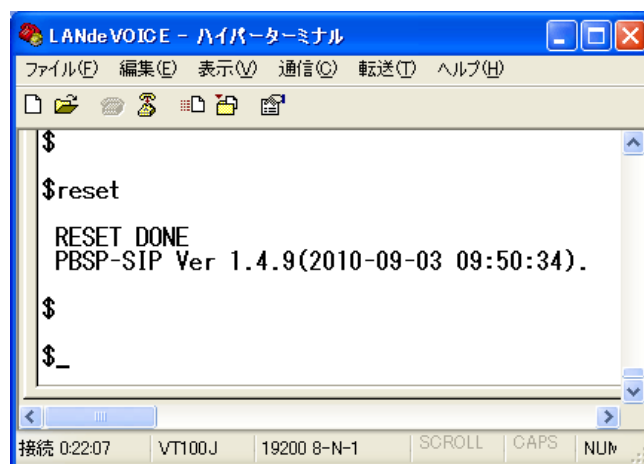 LANdeVOICE - ハイパーターミナル
ファイル(F) 編集(E) 表示(V) 通信(C) 転送(T) ヘルプ(H)
$
$reset
RESET DONE
PBSP-SIP Ver 1.4.9(2010-09-03 09:50:34).
$
$_
接続 0:22:07 VT100J 19200 8-N-1 SCROLL CAPS NUM